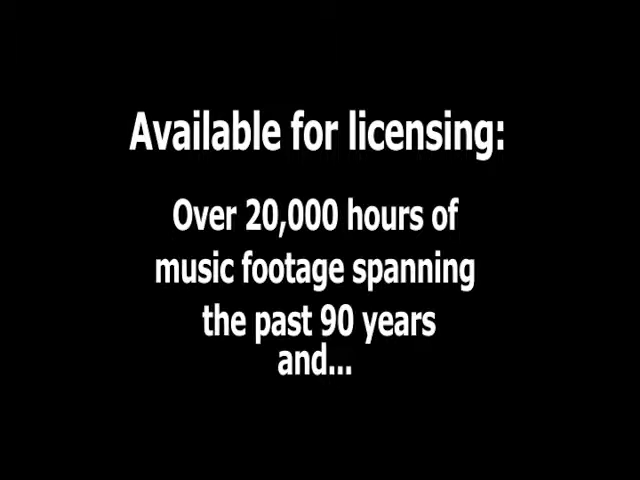 Available for licensing:
Over 20,000 hours of
music footage spanning
the past 90 years
and...